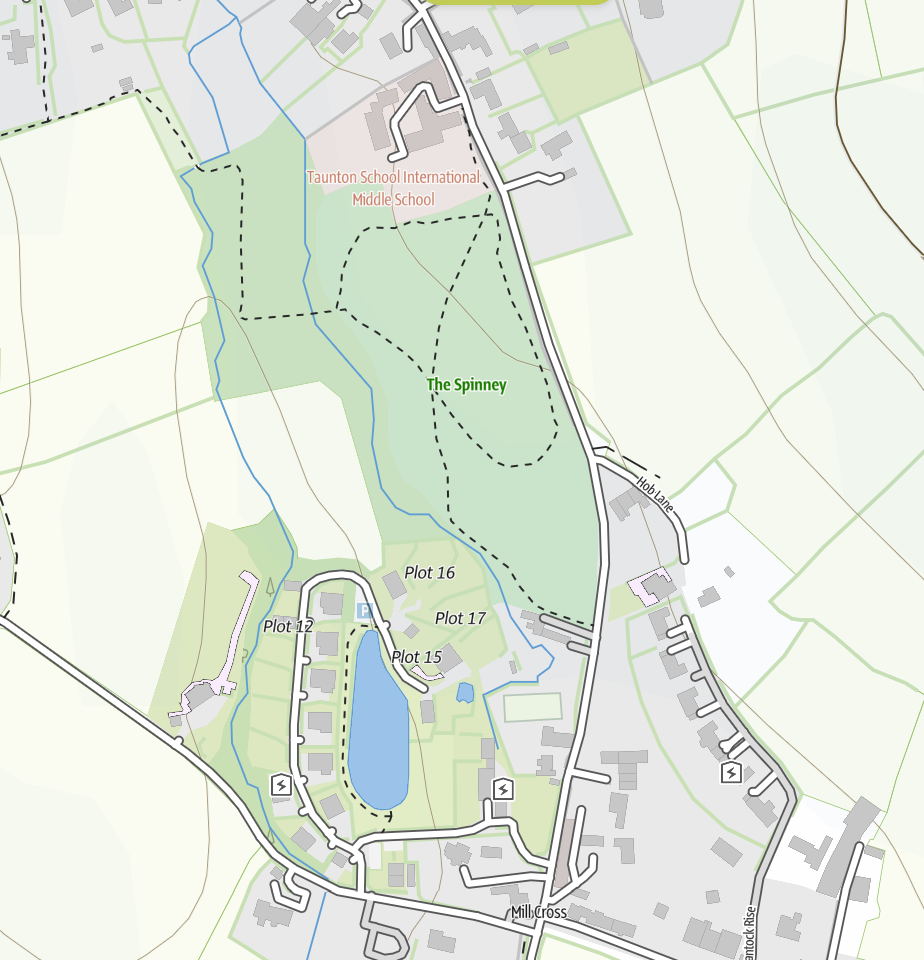 Taunton School International
Middle School
The Spinney
Hob Lane
Plot 16
Plot 17
Plot 12
P
Plot 15
Mill Cross
antock Rise